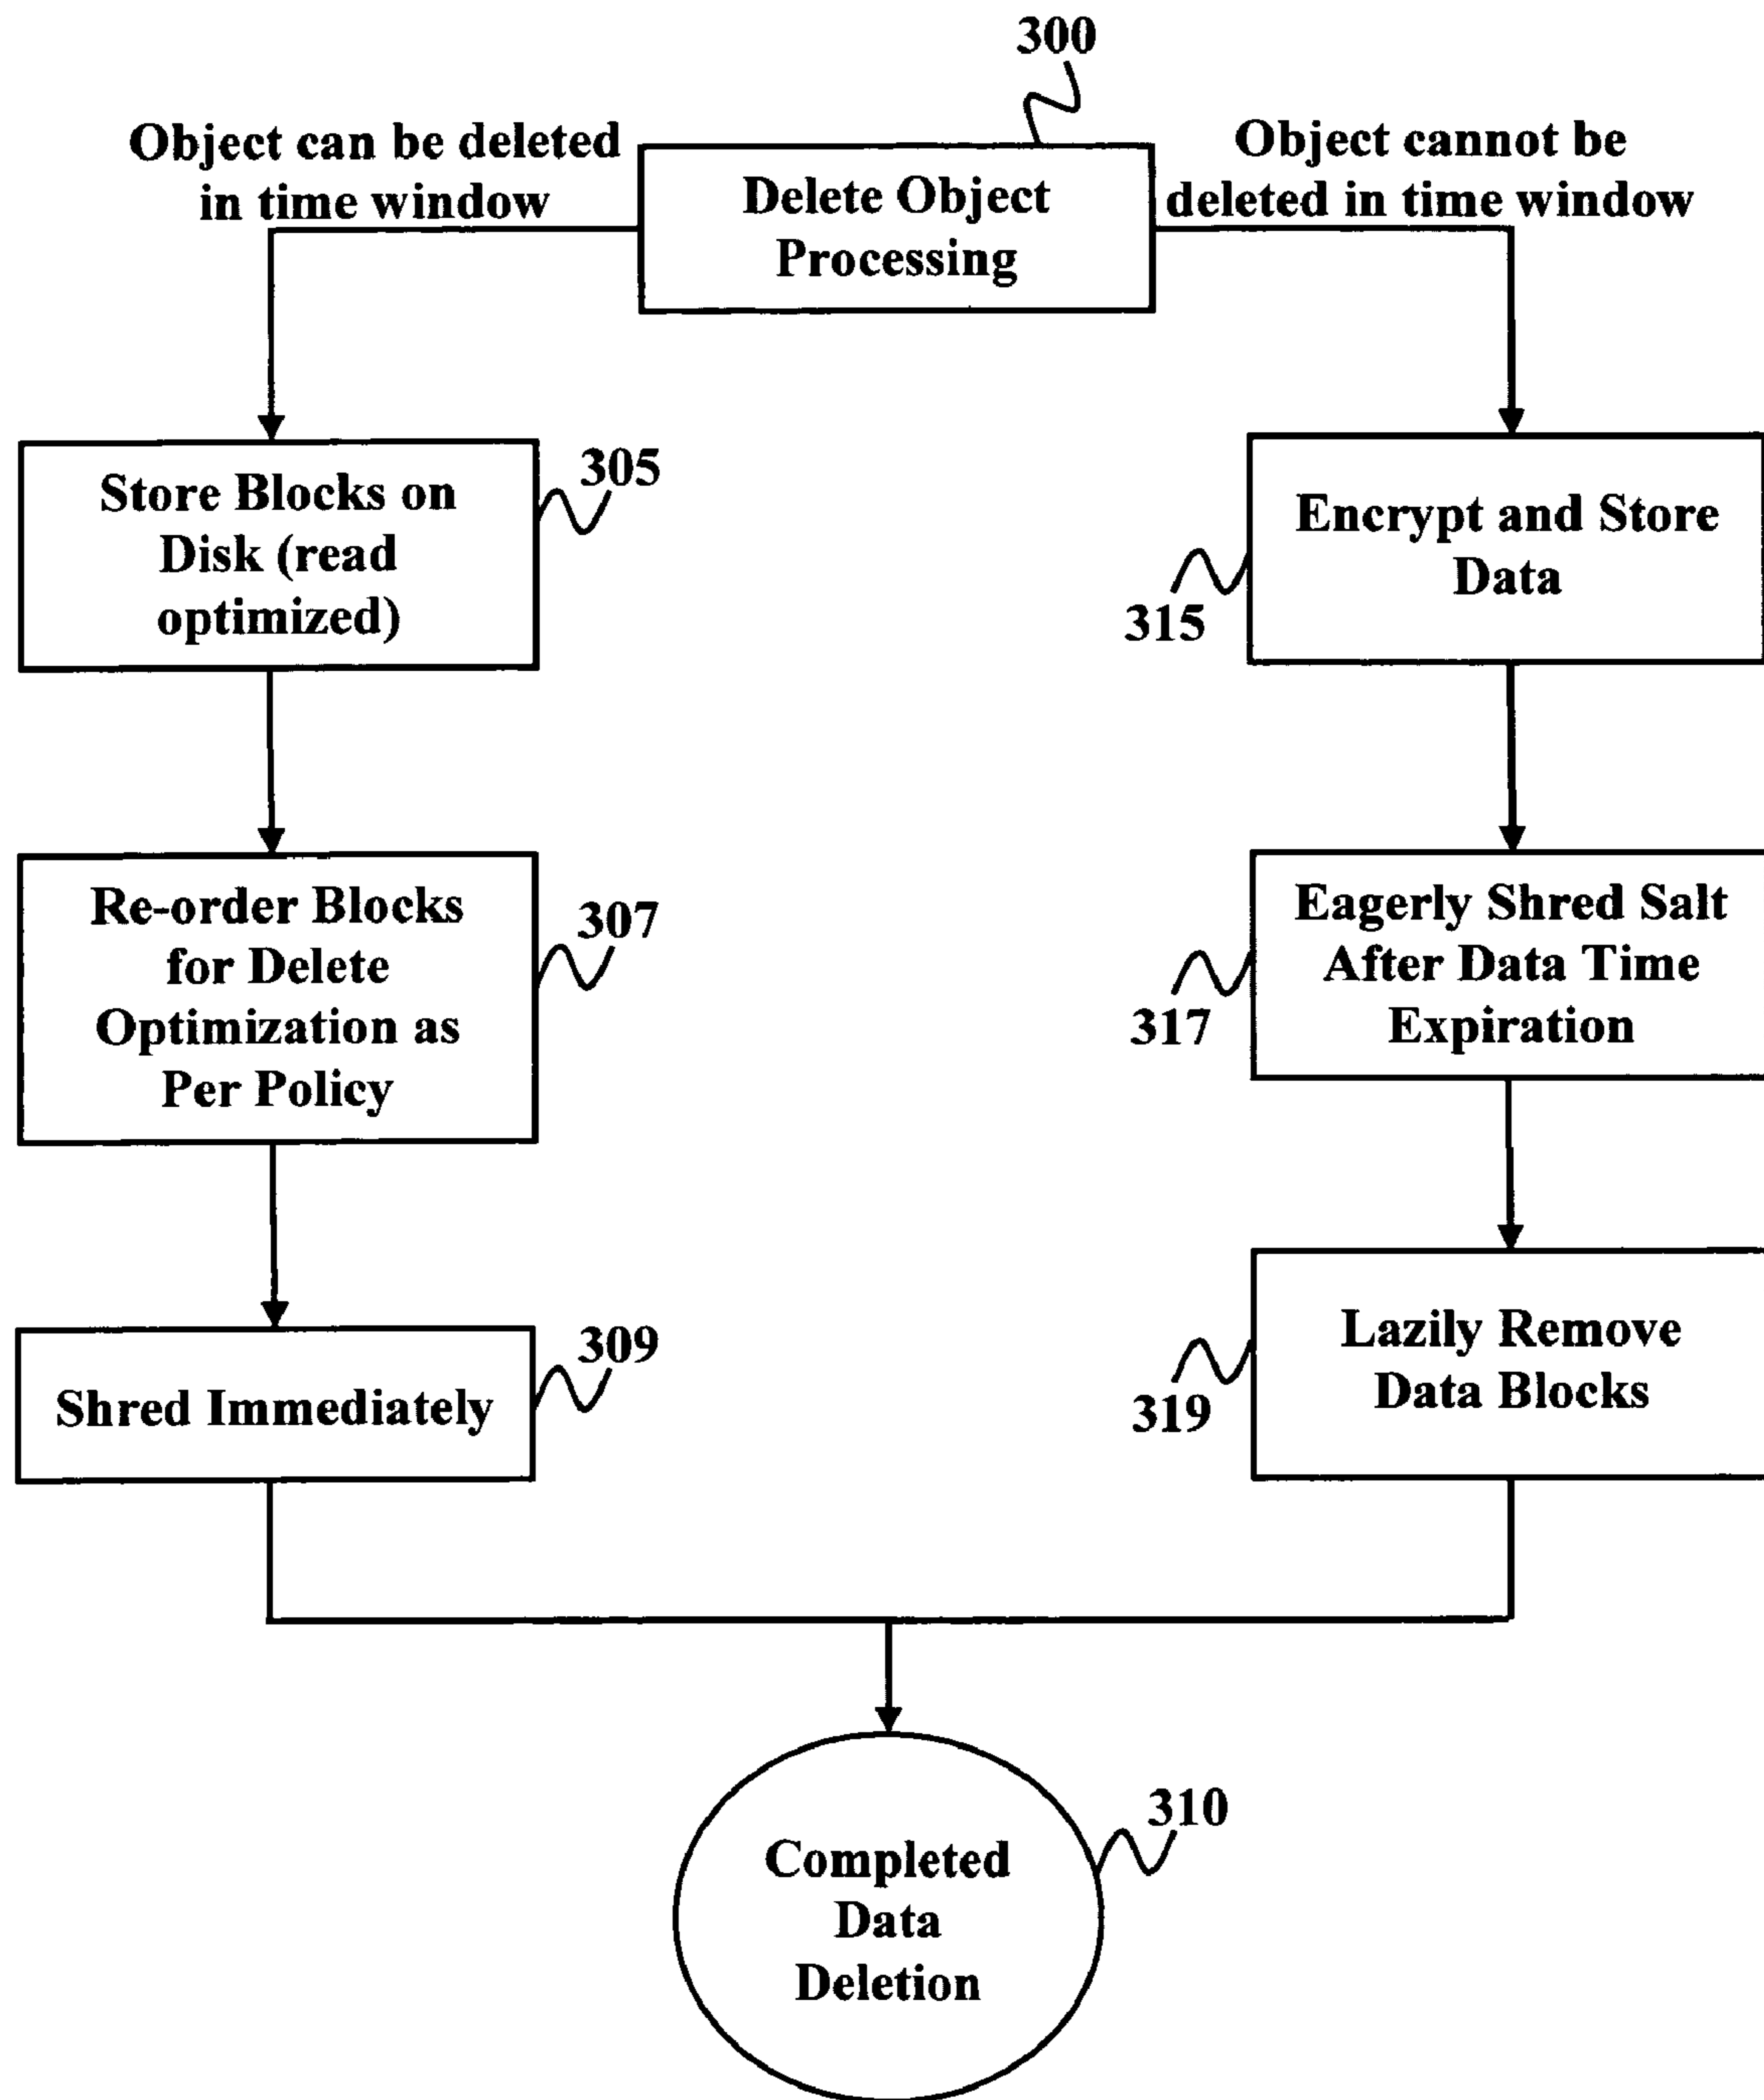 300
Object can be deleted
in time window
Delete Object
Processing
Object cannot be
deleted in time window
Store Blocks on
Disk (read
optimized)
305
Encrypt and Store
Data
315
Re-order Blocks
for Delete
Optimization as
Per Policy
307
Eagerly Shred Salt
After Data Time
Expiration
317
Shred Immediately
309
Lazily Remove
Data Blocks
319
Completed
Data
Deletion
310